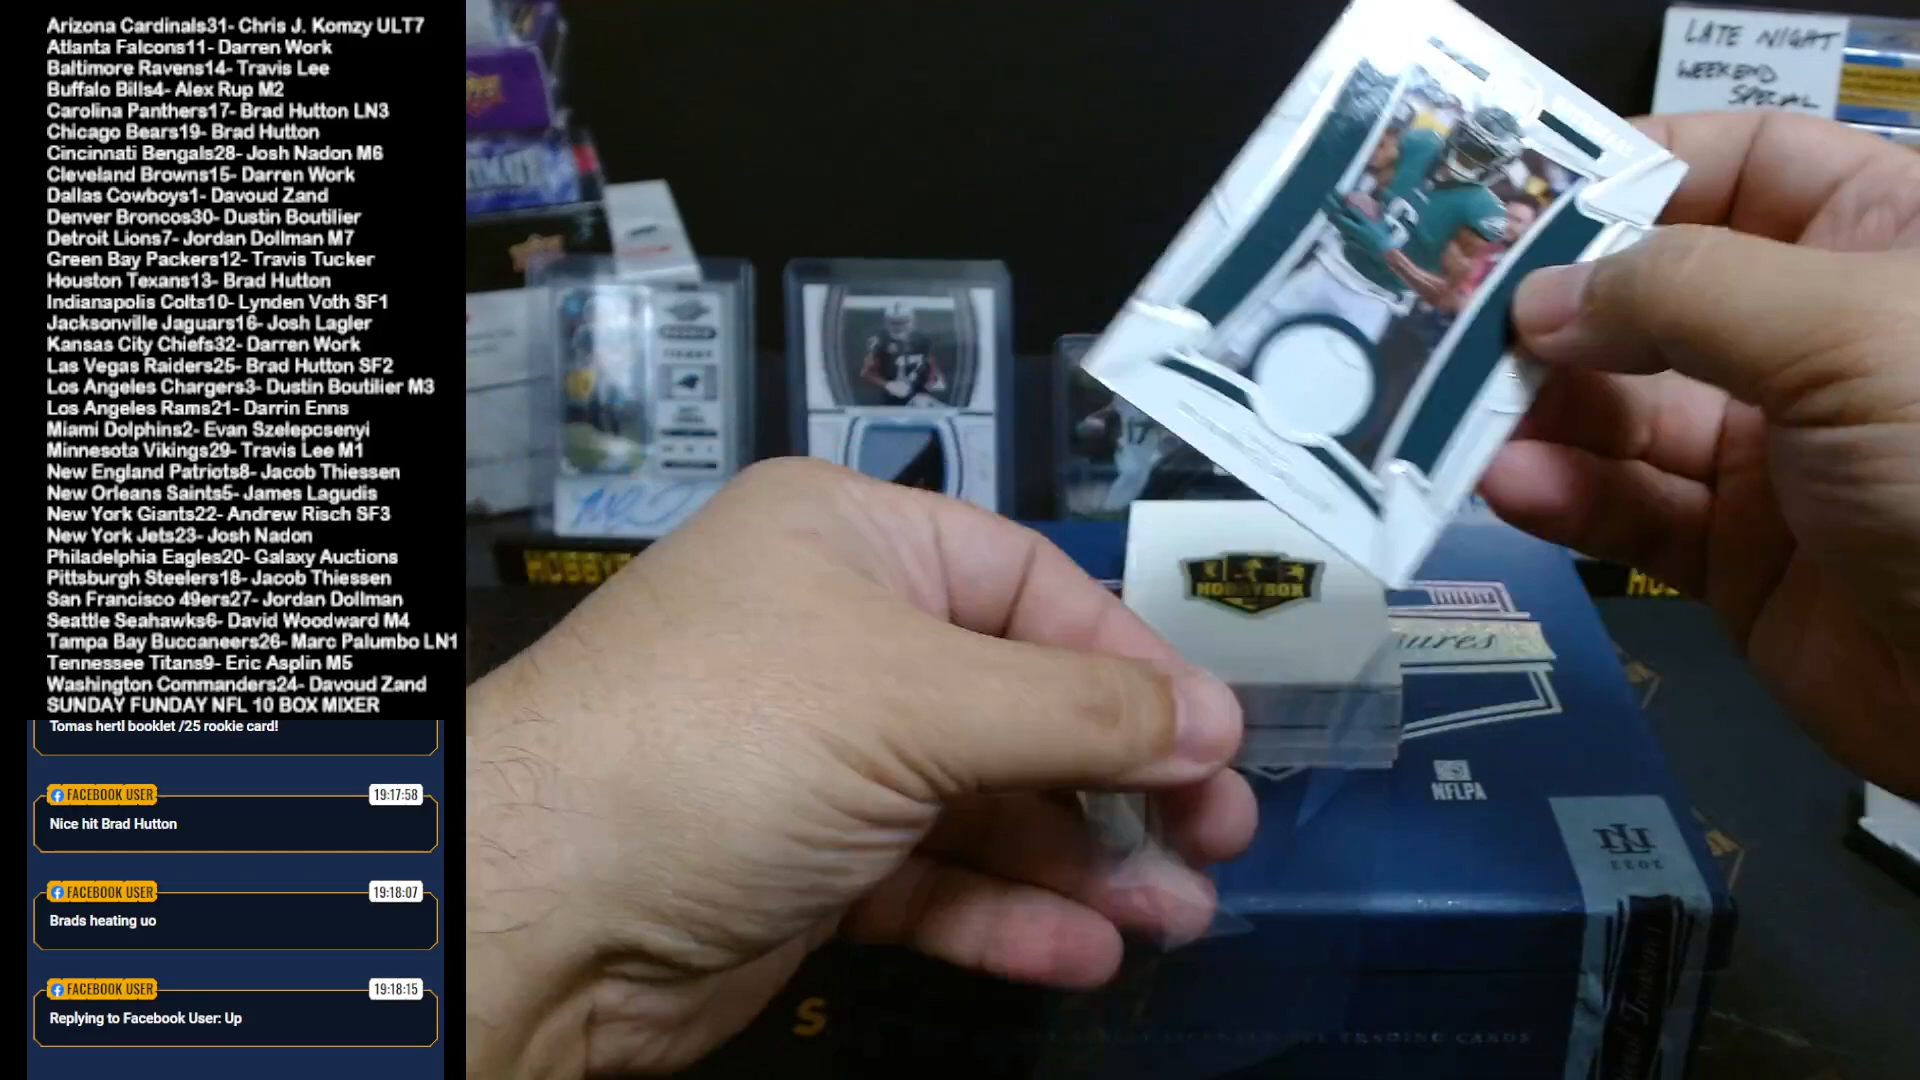 Arizona Cardinals31- Chris J. Komzy ULT7
Atlanta Falcons11- Darren Work
Baltimore Ravens14- Travis Lee
Buffalo Bills4- Alex Rup M2
Carolina Panthers17- Brad Hutton LN3
Chicago Bears19- Brad Hutton
Cincinnati Bengals28- Josh Nadon M6
Cleveland Browns15- Darren Work
Dallas Cowboys1- Davoud Zand
Denver Broncos30- Dustin Boutilier
Detroit Lions7- Jordan Dollman M7
Green Bay Packers12- Travis Tucker
Houston Texans13- Brad Hutton
Indianapolis Colts10- Lynden Voth SF1
Jacksonville Jaguars16- Josh Lagler
Kansas City Chiefs32- Darren Work
Las Vegas Raiders25- Brad Hutton SF2
Los Angeles Chargers3- Dustin Boutilier M3
Los Angeles Rams21- Darrin Enns
Miami Dolphins2- Evan Szelepcsenyi
Minnesota Vikings29- Travis Lee M1
New England Patriots8- Jacob Thiessen
New Orleans Saints5- James Lagudis
New York Giants22- Andrew Risch SF3
New York Jets23- Josh Nadon
Philadelphia Eagles20- Galaxy Auctions
Pittsburgh Steelers18- Jacob Thiessen
San Francisco 49ers27- Jordan Dollman
Seattle Seahawks6- David Woodward M4
Tampa Bay Buccaneers26- Marc Palumbo LN1
Tennessee Titans9- Eric Asplin M5
Washington Commanders24- Davoud Zand
SUNDAY FUNDAY NFL 10 BOX MIXER
Tomas hertl booklet /25 rookie card!
FACEBOOK USER 19:17:58
Nice hit Brad Hutton
FACEBOOK USER 19:18:07
Brads heating uo
FACEBOOK USER 19:18:15
Replying to Facebook User: Up
LATE NIGHT
WEEKEND
SPECIAL
TICKET
17
17
HOBBYBOX
NFLPA
2022
TRADING CARDS